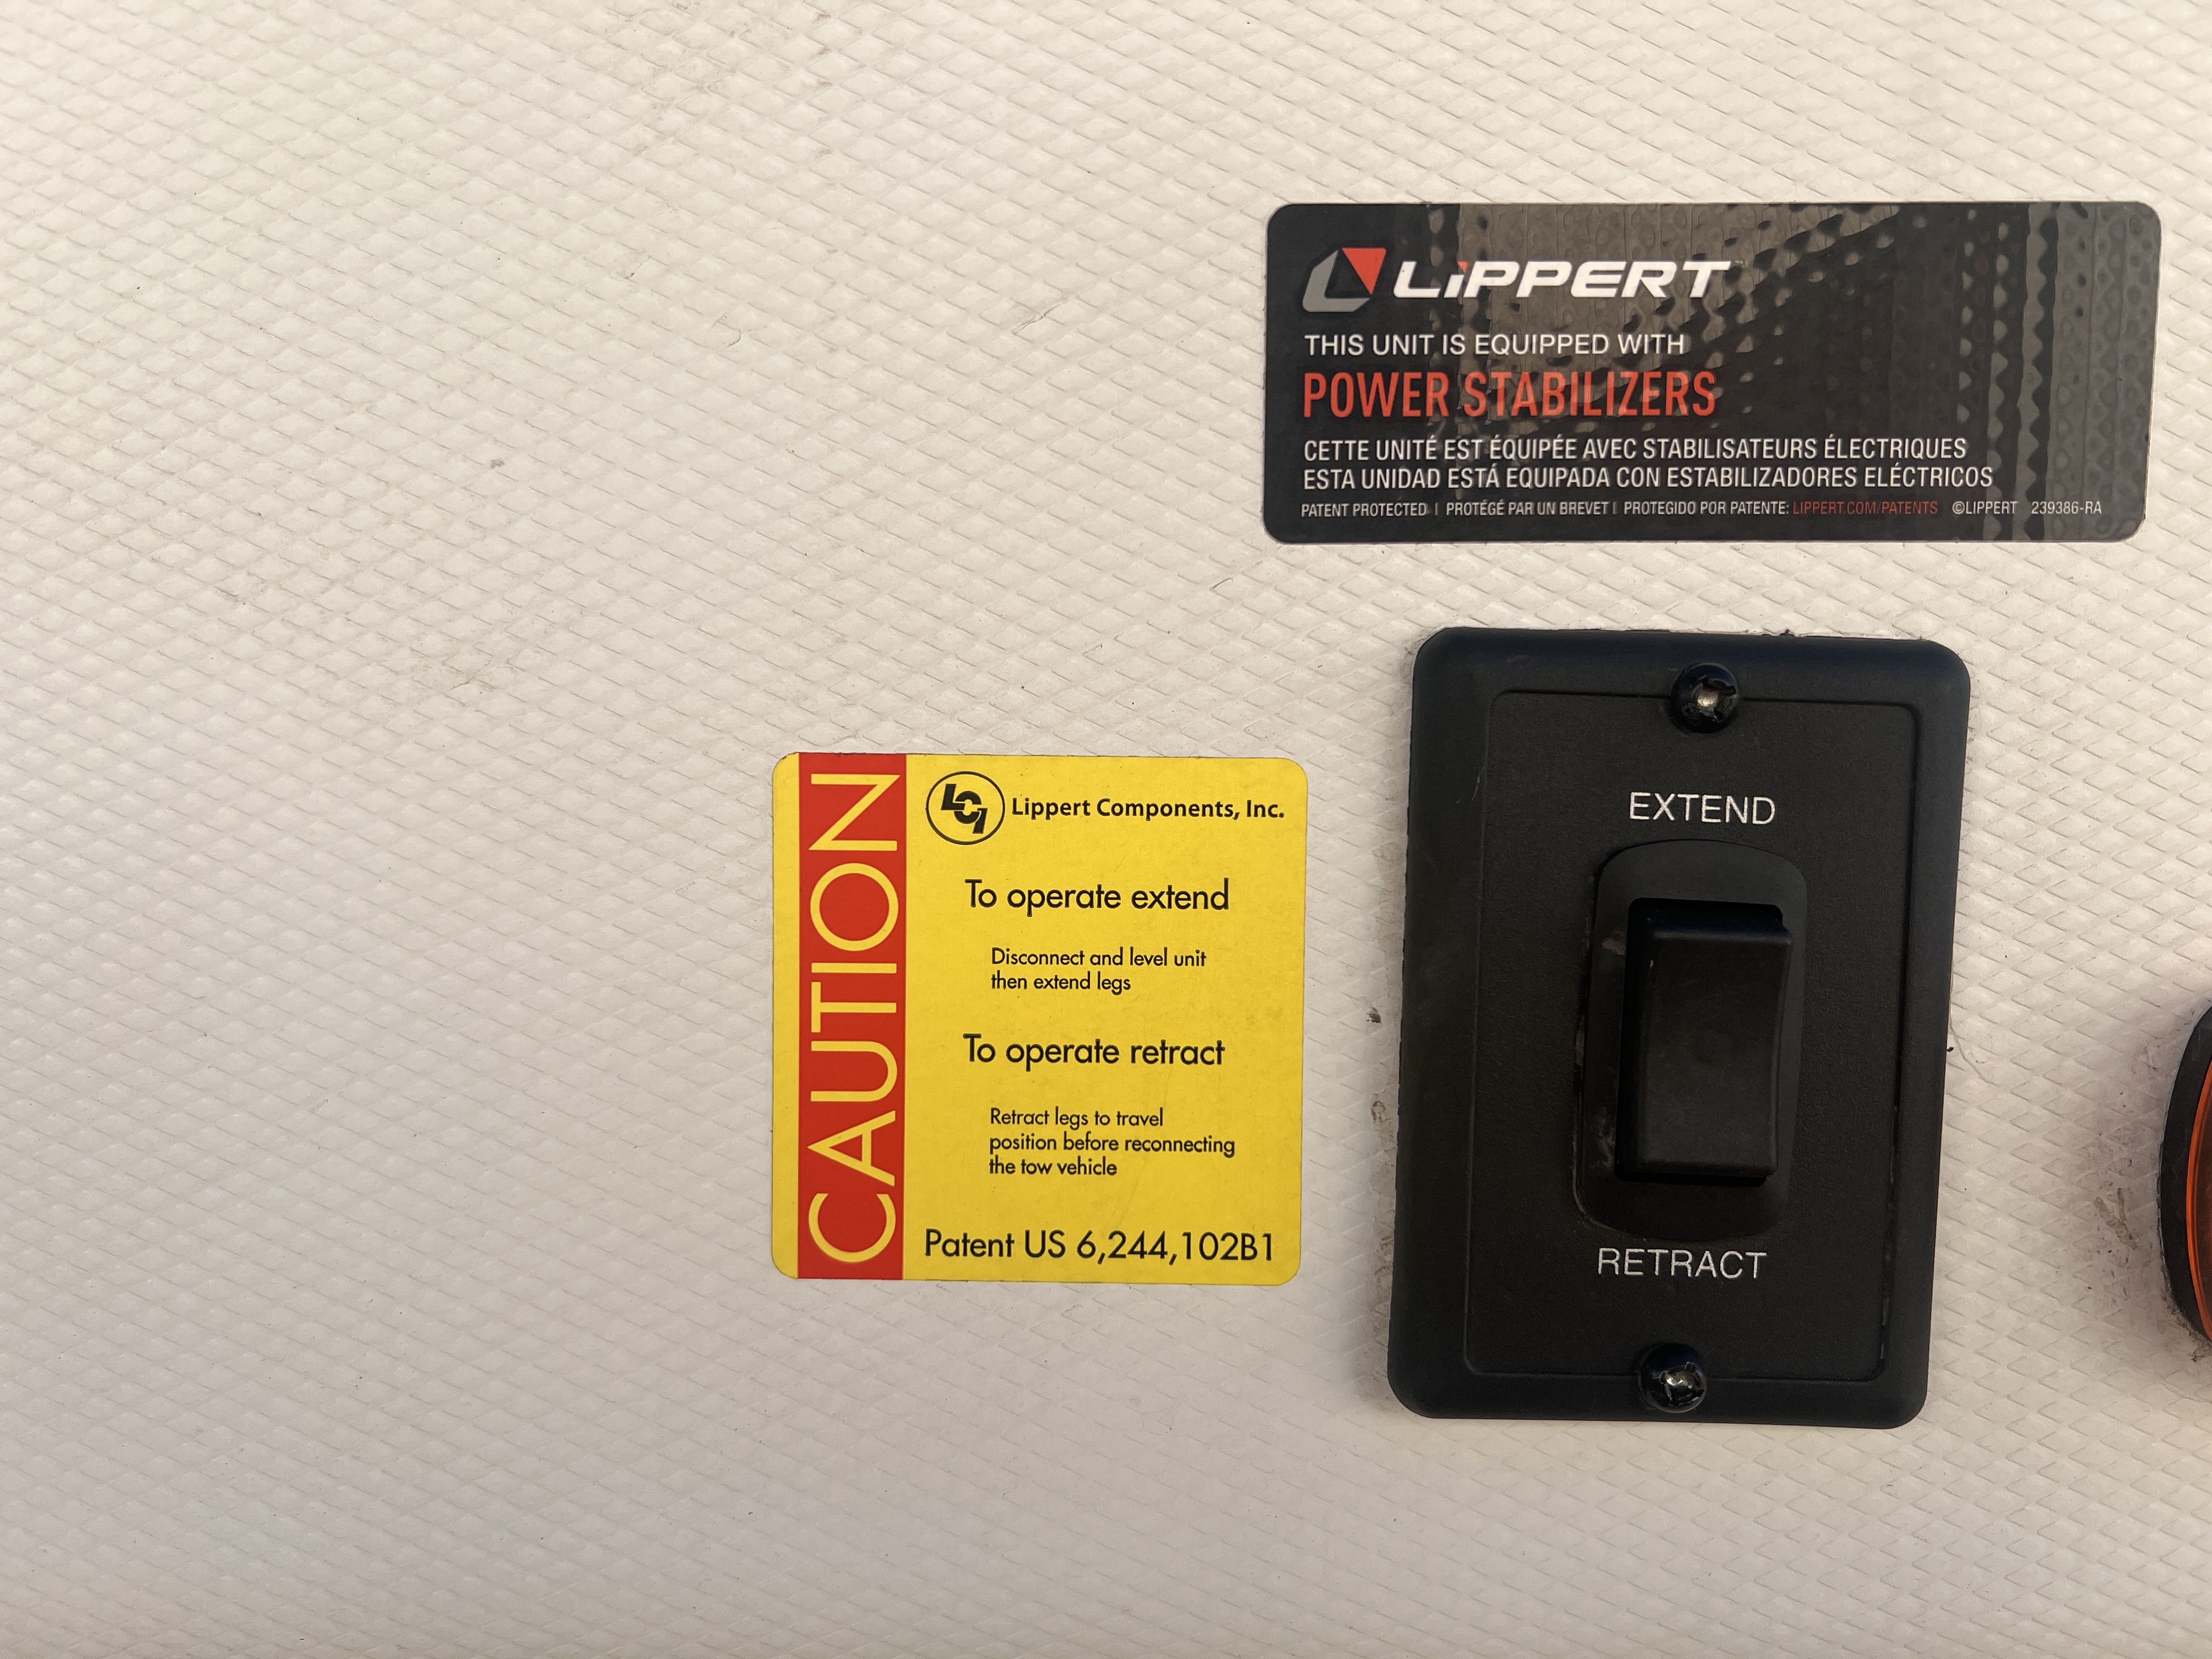 LiPPERT
THIS UNIT IS EQUIPPED WITH
POWER STABILIZERS
CETTE UNITÉ EST ÉQUIPÉE AVEC STABILISATEURS ÉLECTRIQUES
ESTA UNIDAD ESTÁ EQUIPADA CON ESTABILIZADORES ELÉCTRICOS
PATENT PROTECTED | PROTÉGÉ PAR UN BREVET | PROTEGIDO POR PATENTE: LIPPERT.COM/PATENTS ©LIPPERT 239386-RA
CAUTION
LCI Lippert Components, Inc.
To operate extend
Disconnect and level unit
then extend legs
To operate retract
Retract legs to travel
position before reconnecting
the tow vehicle
Patent US 6,244,102B1
EXTEND
RETRACT